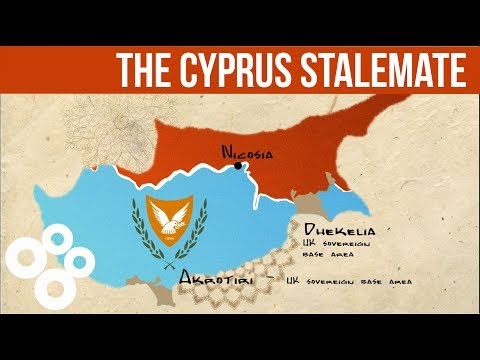 THE CYPRUS STALEMATE
Nicosia
Dhekelia
UK sovereign
base area
Akrotiri - UK sovereign base area